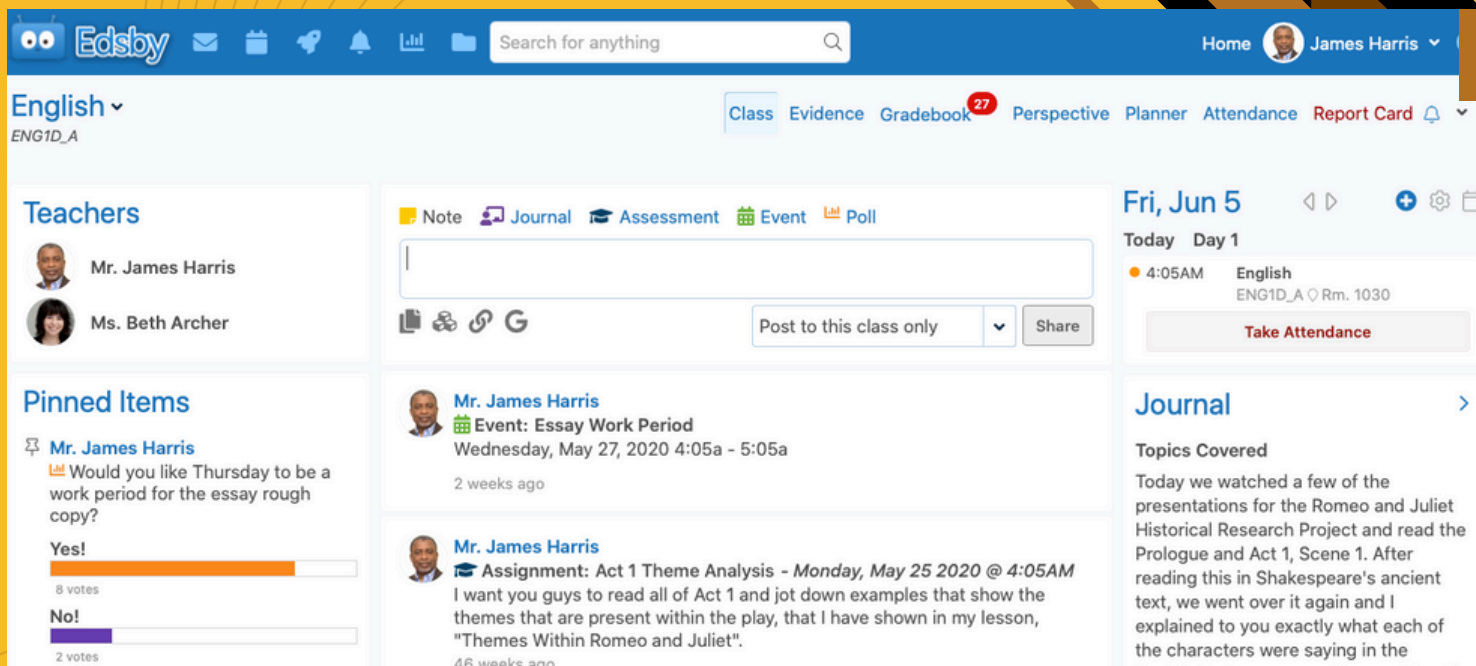 Edsby
Search for anything
Home
James Harris
English
ENG1D_A
Class Evidence Gradebook 27 Perspective Planner Attendance Report Card
Teachers
Mr. James Harris
Ms. Beth Archer
Pinned Items
Mr. James Harris
Would you like Thursday to be a
work period for the essay rough
copy?
Yes!
8 votes
No!
2 votes
Note Journal Assessment Event Poll
G
Post to this class only
Share
Mr. James Harris
Event: Essay Work Period
Wednesday, May 27, 2020 4:05a - 5:05a
2 weeks ago
Mr. James Harris
Assignment: Act 1 Theme Analysis - Monday, May 25 2020 @ 4:05AM
I want you guys to read all of Act 1 and jot down examples that show the
themes that are present within the play, that I have shown in my lesson,
"Themes Within Romeo and Juliet".
46 weeks ago
Fri, Jun 5
Today Day 1
4:05AM English
ENG1D_A Rm. 1030
Take Attendance
Journal
Topics Covered
Today we watched a few of the
presentations for the Romeo and Juliet
Historical Research Project and read the
Prologue and Act 1, Scene 1. After
reading this in Shakespeare's ancient
text, we went over it again and I
explained to you exactly what each of
the characters were saying in the